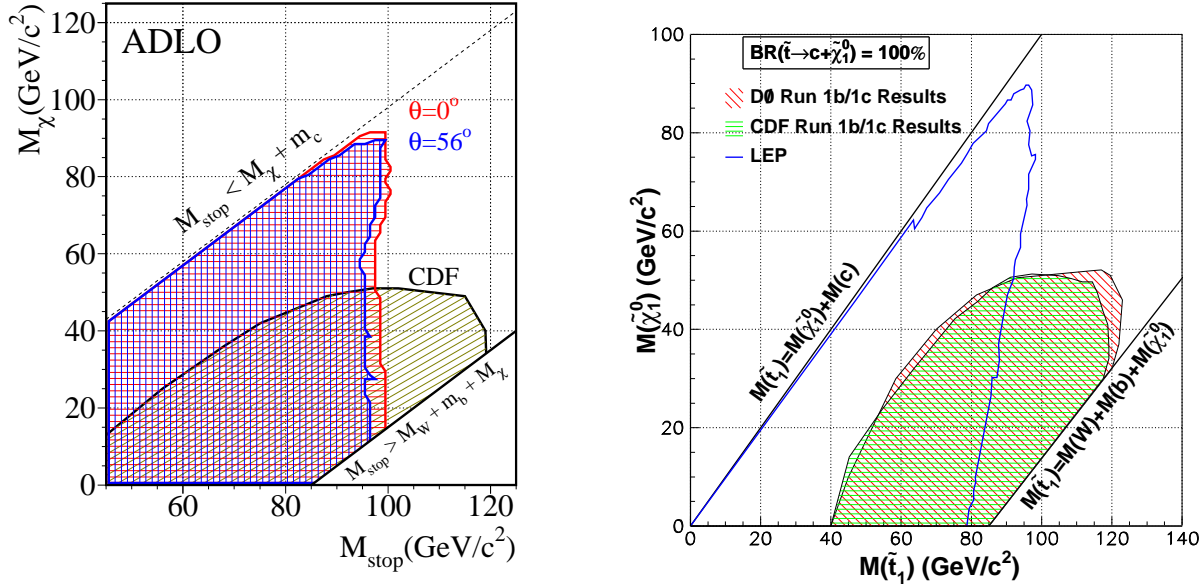 ADLO
M_χ(GeV/c²)
120
100
80
60
40
20
0
θ=0°
θ=56°
M_stop < M_χ + m_c
CDF
M_stop > M_W + m_b + M_χ
60 80 100 120
M_stop(GeV/c²)
M(χ̃₁⁰) (GeV/c²)
100
80
60
40
20
0
BR(t̃→c+χ̃₁⁰) = 100%
DØ Run 1b/1c Results
CDF Run 1b/1c Results
LEP
M(t̃₁)=M(χ̃₁⁰)+M(c)
M(t̃₁)=M(W)+M(b)+M(χ̃₁⁰)
0 20 40 60 80 100 120 140
M(t̃₁) (GeV/c²)